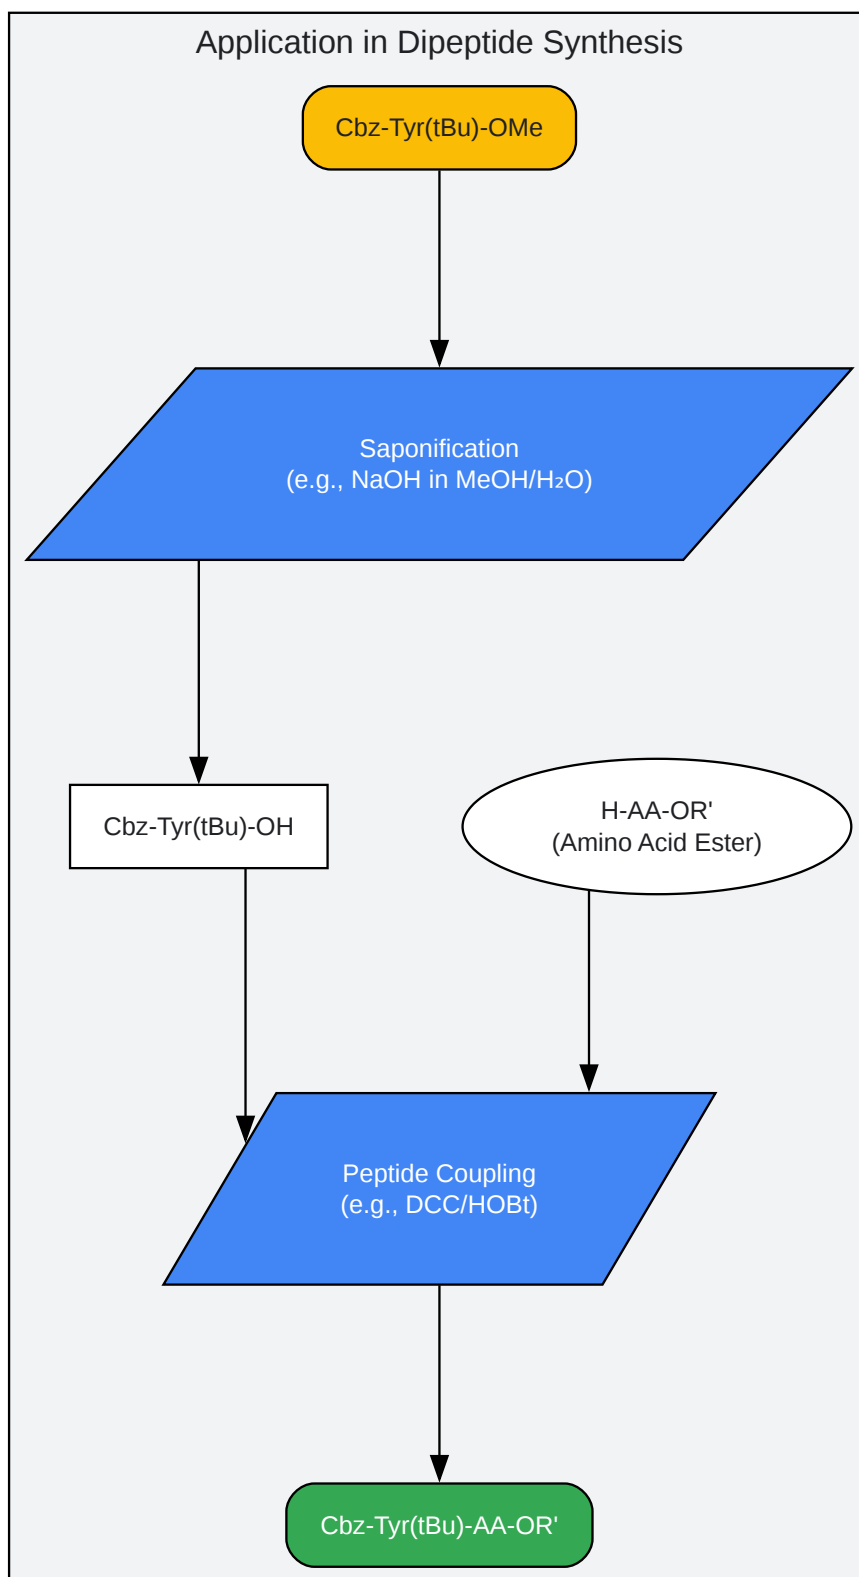 Application in Dipeptide Synthesis
Cbz-Tyr(tBu)-OMe
Saponification
(e.g., NaOH in MeOH/H₂O)
Cbz-Tyr(tBu)-OH
H-AA-OR'
(Amino Acid Ester)
Peptide Coupling
(e.g., DCC/HOBt)
Cbz-Tyr(tBu)-AA-OR'